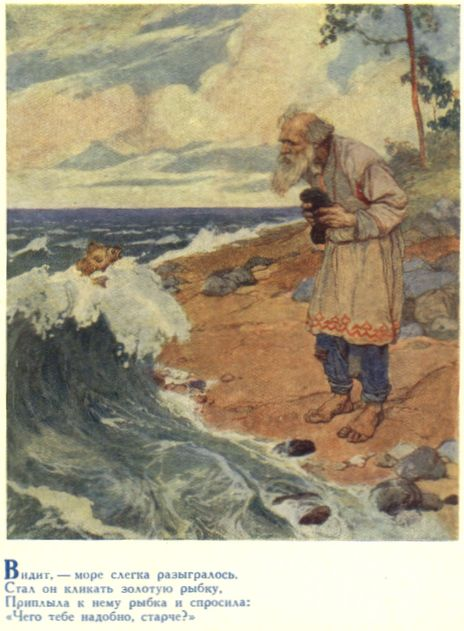 Видит, — море слегка разыгралось.
Стал он кликать золотую рыбку,
Приплыла к нему рыбка и спросила:
«Чего тебе надобно, старче?»